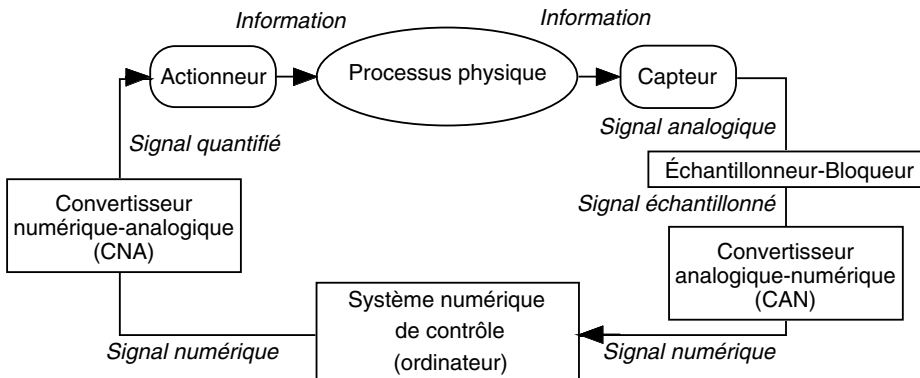 Information
Information
Actionneur
Processus physique
Capteur
Signal quantifié
Signal analogique
Échantillonneur-Bloqueur
Signal échantillonné
Convertisseur
numérique-analogique
(CNA)
Convertisseur
analogique-numérique
(CAN)
Système numérique
de contrôle
(ordinateur)
Signal numérique
Signal numérique